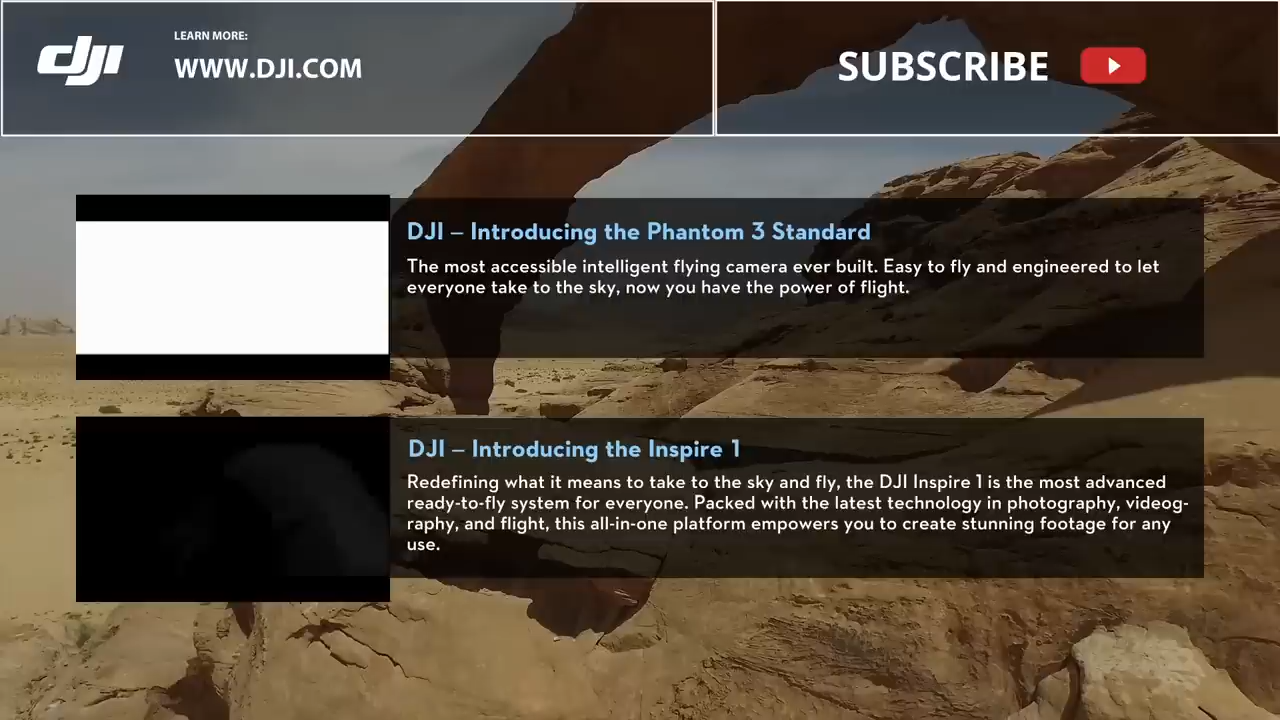 dji
LEARN MORE:
WWW.DJI.COM
SUBSCRIBE
DJI – Introducing the Phantom 3 Standard
The most accessible intelligent flying camera ever built. Easy to fly and engineered to let
everyone take to the sky, now you have the power of flight.
DJI – Introducing the Inspire 1
Redefining what it means to take to the sky and fly, the DJI Inspire 1 is the most advanced
ready-to-fly system for everyone. Packed with the latest technology in photography, videog-
raphy, and flight, this all-in-one platform empowers you to create stunning footage for any
use.